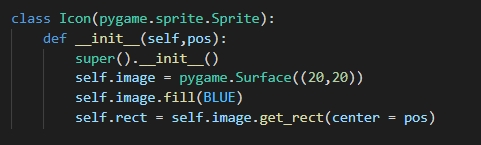 class Icon(pygame.sprite.Sprite):
    def __init__(self,pos):
        super().__init__()
        self.image = pygame.Surface((20,20))
        self.image.fill(BLUE)
        self.rect = self.image.get_rect(center = pos)